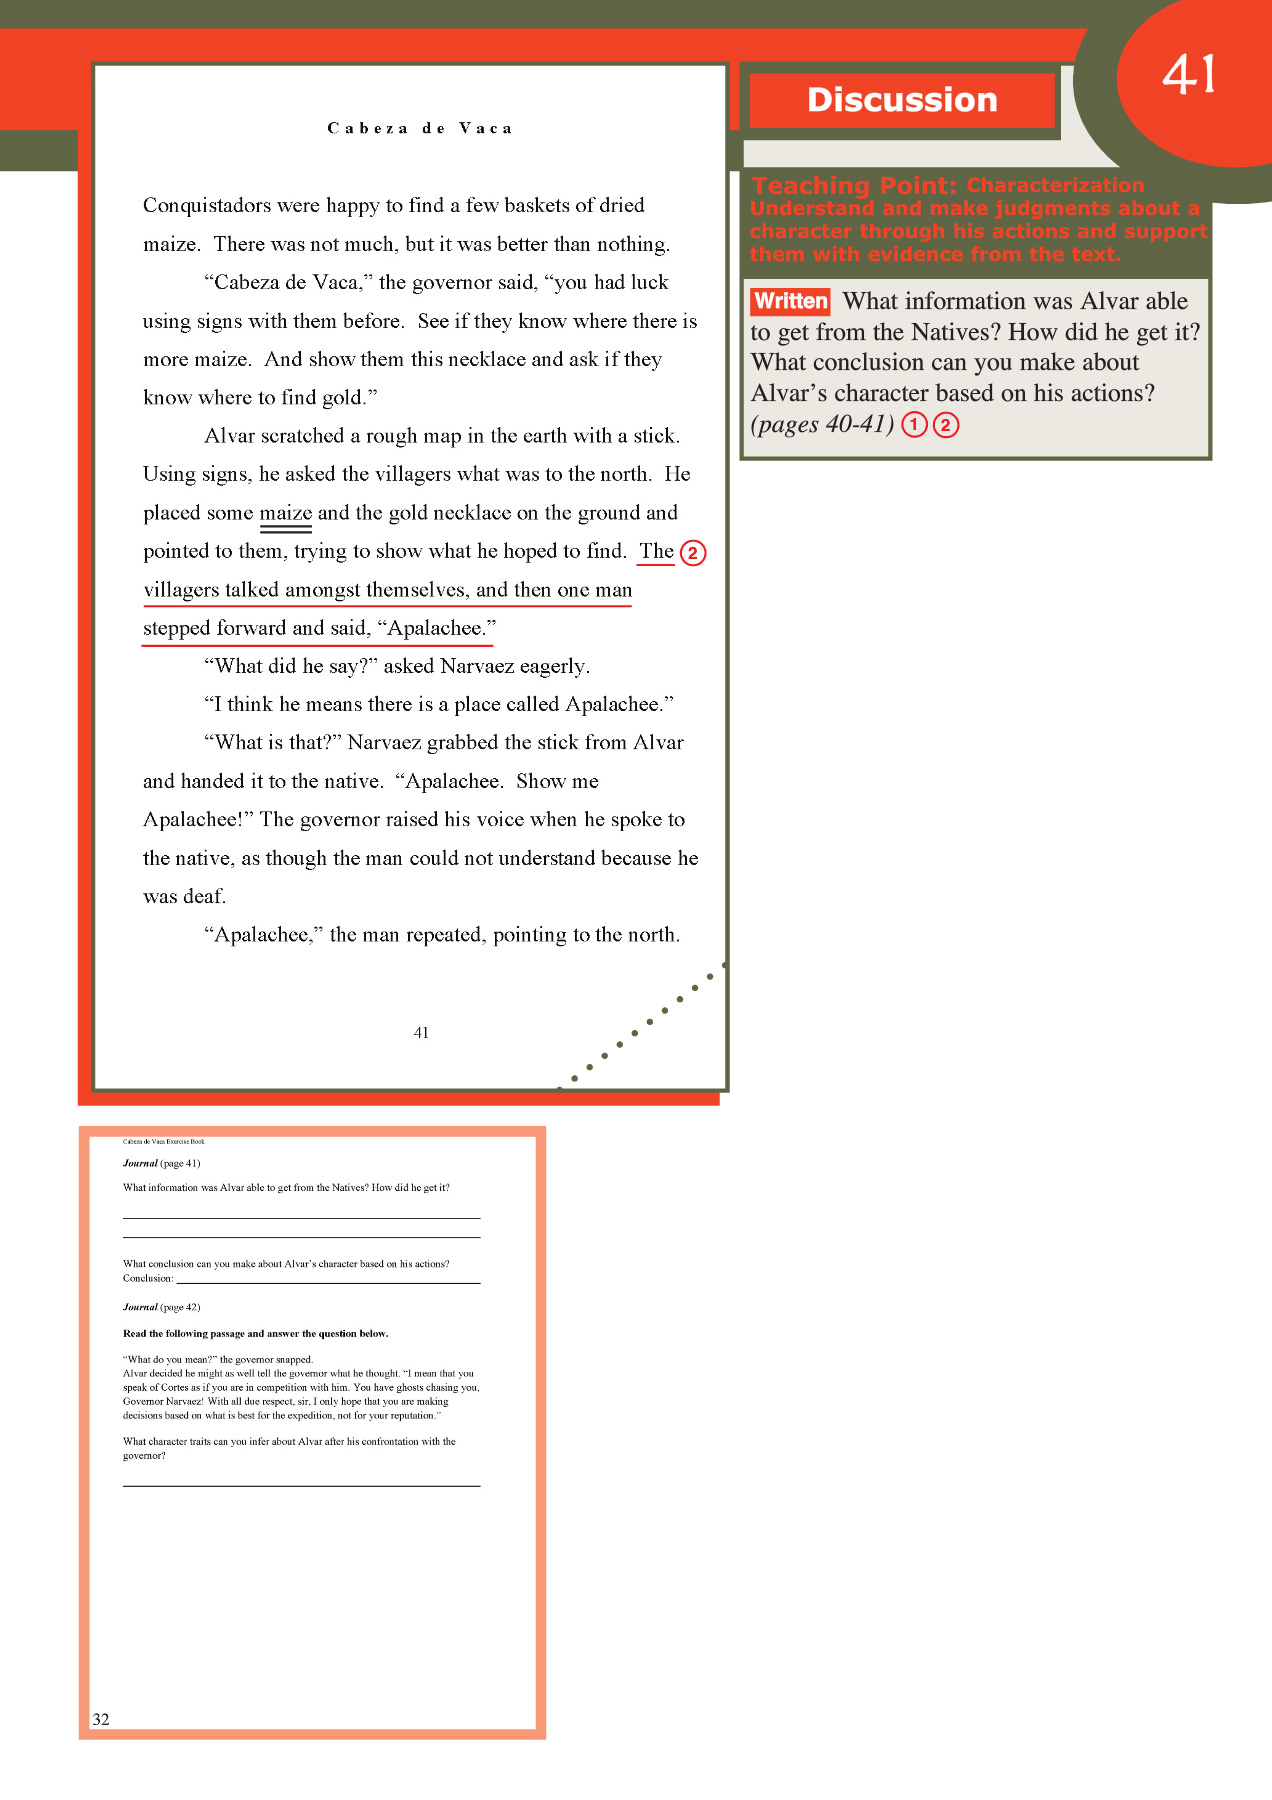 41
Cabeza de Vaca
Conquistadors were happy to find a few baskets of dried
maize.  There was not much, but it was better than nothing.
“Cabeza de Vaca,” the governor said, “you had luck
using signs with them before.  See if they know where there is
more maize.  And show them this necklace and ask if they
know where to find gold.”
Alvar scratched a rough map in the earth with a stick.
Using signs, he asked the villagers what was to the north.  He
placed some maize and the gold necklace on the ground and
pointed to them, trying to show what he hoped to find.  The ②
villagers talked amongst themselves, and then one man
stepped forward and said, “Apalachee.”
“What did he say?” asked Narvaez eagerly.
“I think he means there is a place called Apalachee.”
“What is that?” Narvaez grabbed the stick from Alvar
and handed it to the native.  “Apalachee.  Show me
Apalachee!” The governor raised his voice when he spoke to
the native, as though the man could not understand because he
was deaf.
“Apalachee,” the man repeated, pointing to the north.
41
Discussion
Teaching Point: Characterization
Understand and make judgments about a
character through his actions and support
them with evidence from the text.
Written What information was Alvar able
to get from the Natives? How did he get it?
What conclusion can you make about
Alvar’s character based on his actions?
(pages 40-41) ① ②
Cabeza de Vaca Exercise Book
Journal (page 41)
What information was Alvar able to get from the Natives? How did he get it?
What conclusion can you make about Alvar’s character based on his actions?
Conclusion:
Journal (page 42)
Read the following passage and answer the question below.
“What do you mean?” the governor snapped.
Alvar decided he might as well tell the governor what he thought. “I mean that you
speak of Cortes as if you are in competition with him. You have ghosts chasing you,
Governor Narvaez! With all due respect, sir, I only hope that you are making
decisions based on what is best for the expedition, not for your reputation.”
What character traits can you infer about Alvar after his confrontation with the
governor?
32